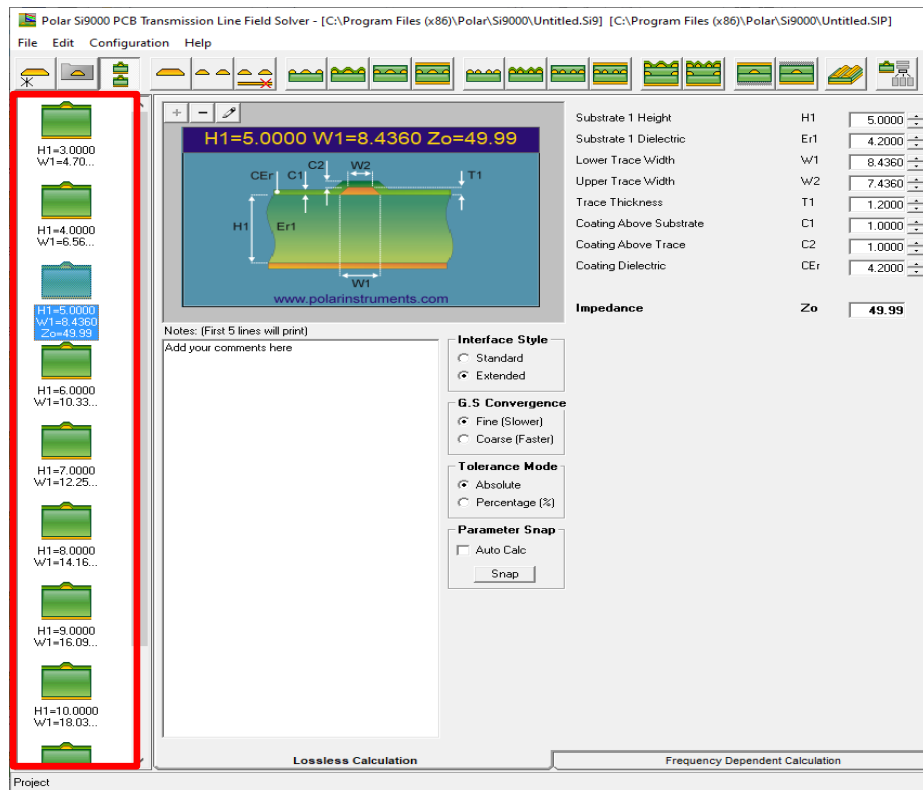 Polar Si9000 PCB Transmission Line Field Solver - [C:\Program Files (x86)\Polar\Si9000\Untitled.Si9] [C:\Program Files (x86)\Polar\Si9000\Untitled.SIP]
File Edit Configuration Help
H1=3.0000
W1=4.70...
H1=4.0000
W1=6.56...
H1=5.0000
W1=8.4360
Zo=49.99
H1=6.0000
W1=10.33...
H1=7.0000
W1=12.25...
H1=8.0000
W1=14.16...
H1=9.0000
W1=16.09...
H1=10.0000
W1=18.03...
H1=5.0000 W1=8.4360 Zo=49.99
CEr C1 C2 W2 T1
H1 Er1
W1
www.polarinstruments.com
Notes: (First 5 lines will print)
Add your comments here
Interface Style
Standard
Extended
G.S Convergence
Fine (Slower)
Coarse (Faster)
Tolerance Mode
Absolute
Percentage (%)
Parameter Snap
Auto Calc
Snap
Substrate 1 Height H1 5.0000
Substrate 1 Dielectric Er1 4.2000
Lower Trace Width W1 8.4360
Upper Trace Width W2 7.4360
Trace Thickness T1 1.2000
Coating Above Substrate C1 1.0000
Coating Above Trace C2 1.0000
Coating Dielectric CEr 4.2000
Impedance Zo 49.99
Lossless Calculation
Frequency Dependent Calculation
Project